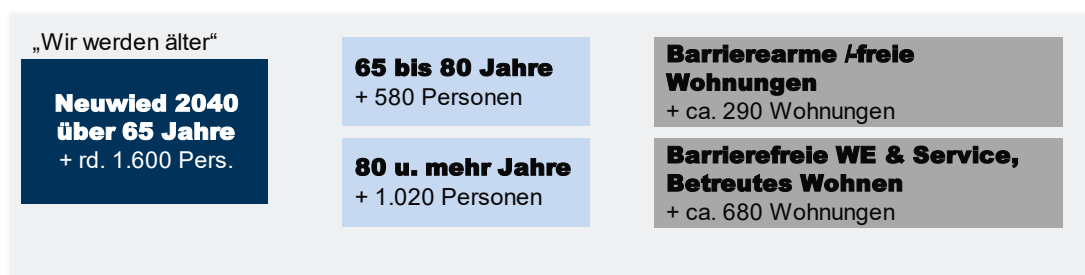 „Wir werden älter“
Neuwied 2040
über 65 Jahre
+ rd. 1.600 Pers.
65 bis 80 Jahre
+ 580 Personen
80 u. mehr Jahre
+ 1.020 Personen
Barrierearme /-freie
Wohnungen
+ ca. 290 Wohnungen
Barrierefreie WE & Service,
Betreutes Wohnen
+ ca. 680 Wohnungen